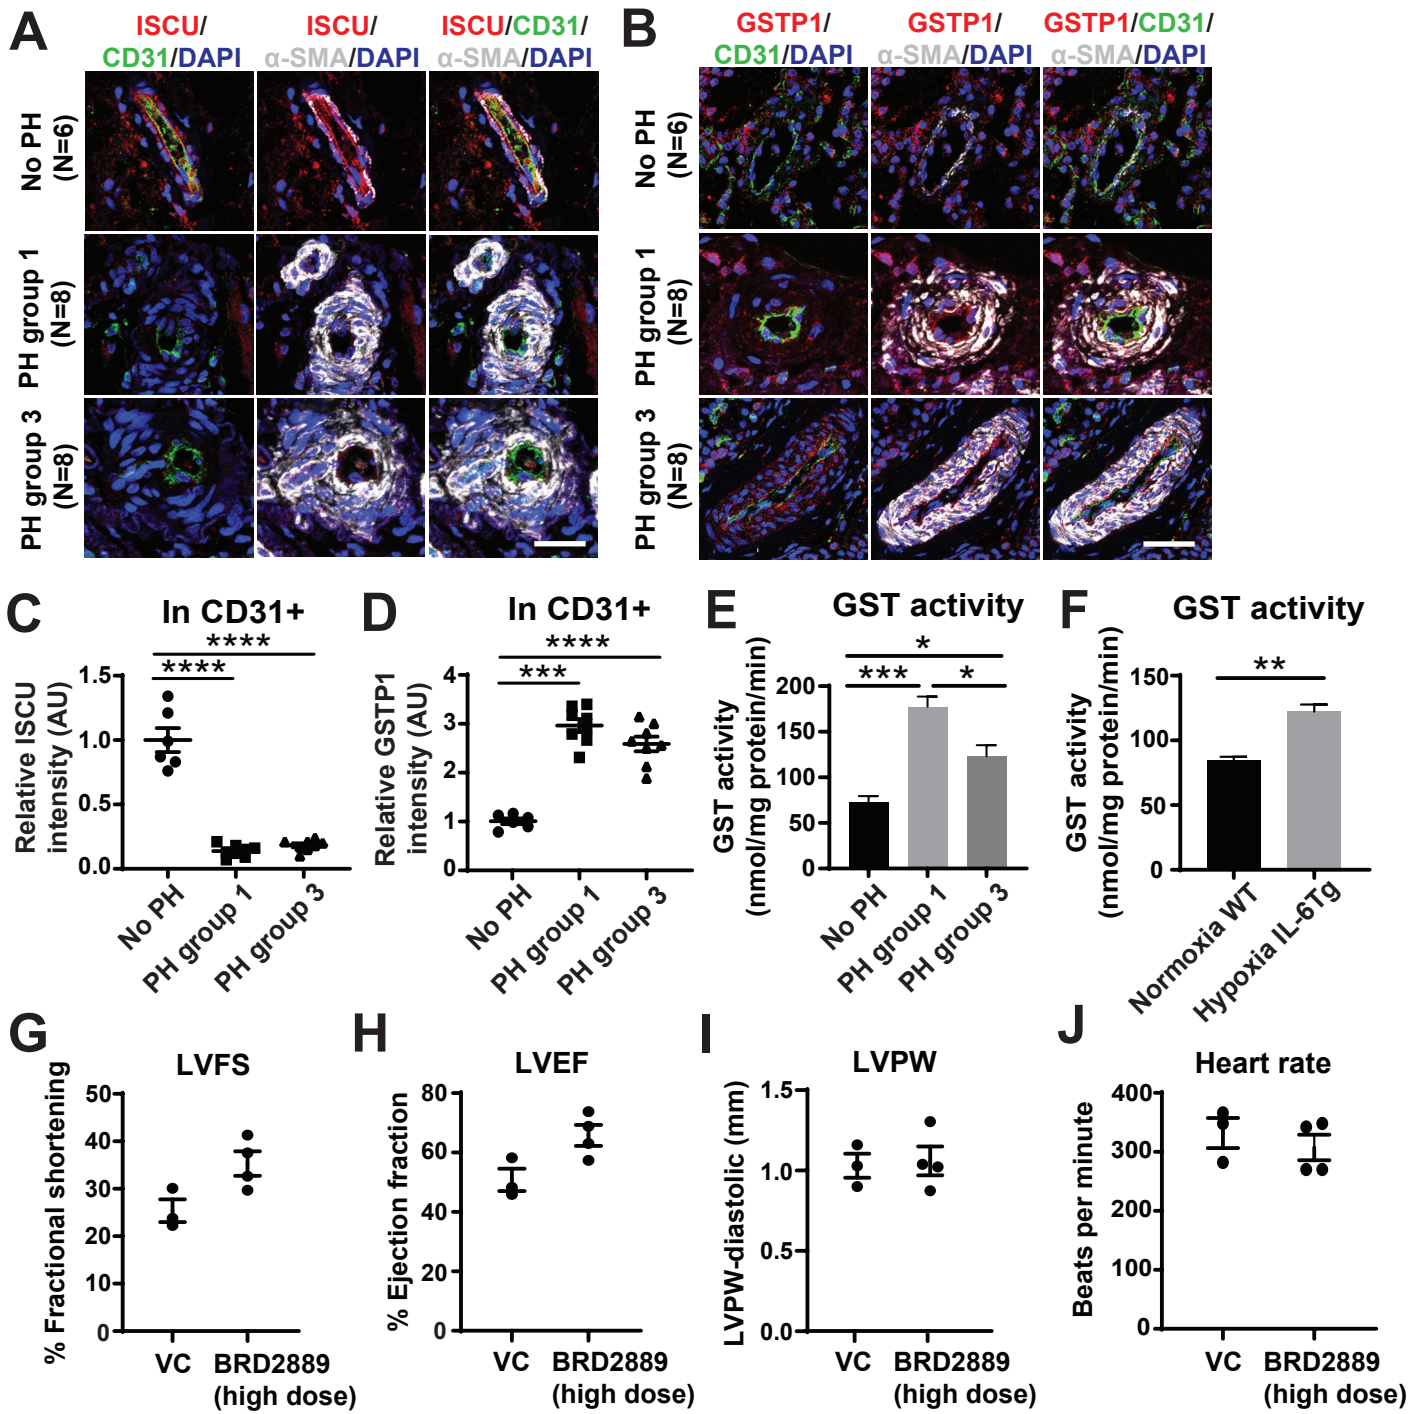 A
ISCU/
CD31/DAPI
ISCU/
α-SMA/DAPI
ISCU/CD31/
α-SMA/DAPI
No PH
(N=6)
PH group 1
(N=8)
PH group 3
(N=8)
B
GSTP1/
CD31/DAPI
GSTP1/
α-SMA/DAPI
GSTP1/CD31/
α-SMA/DAPI
No PH
(N=6)
PH group 1
(N=8)
PH group 3
(N=8)
C
In CD31+
****
****
Relative ISCU
intensity (AU)
1.5
1.0
0.5
0.0
No PH
PH group 1
PH group 3
D
In CD31+
****
***
Relative GSTP1
intensity (AU)
4
3
2
1
0
No PH
PH group 1
PH group 3
E
GST activity
*
***
*
GST activity
(nmol/mg protein/min)
200
150
100
50
0
No PH
PH group 1
PH group 3
F
GST activity
**
GST activity
(nmol/mg protein/min)
150
100
50
0
Normoxia WT
Hypoxia IL-6Tg
G
LVFS
% Fractional shortening
50
40
30
20
10
0
VC
BRD2889
(high dose)
H
LVEF
% Ejection fraction
80
60
40
20
0
VC
BRD2889
(high dose)
I
LVPW
LVPW-diastolic (mm)
1.5
1.0
0.5
0.0
VC
BRD2889
(high dose)
J
Heart rate
Beats per minute
400
300
200
100
0
VC
BRD2889
(high dose)